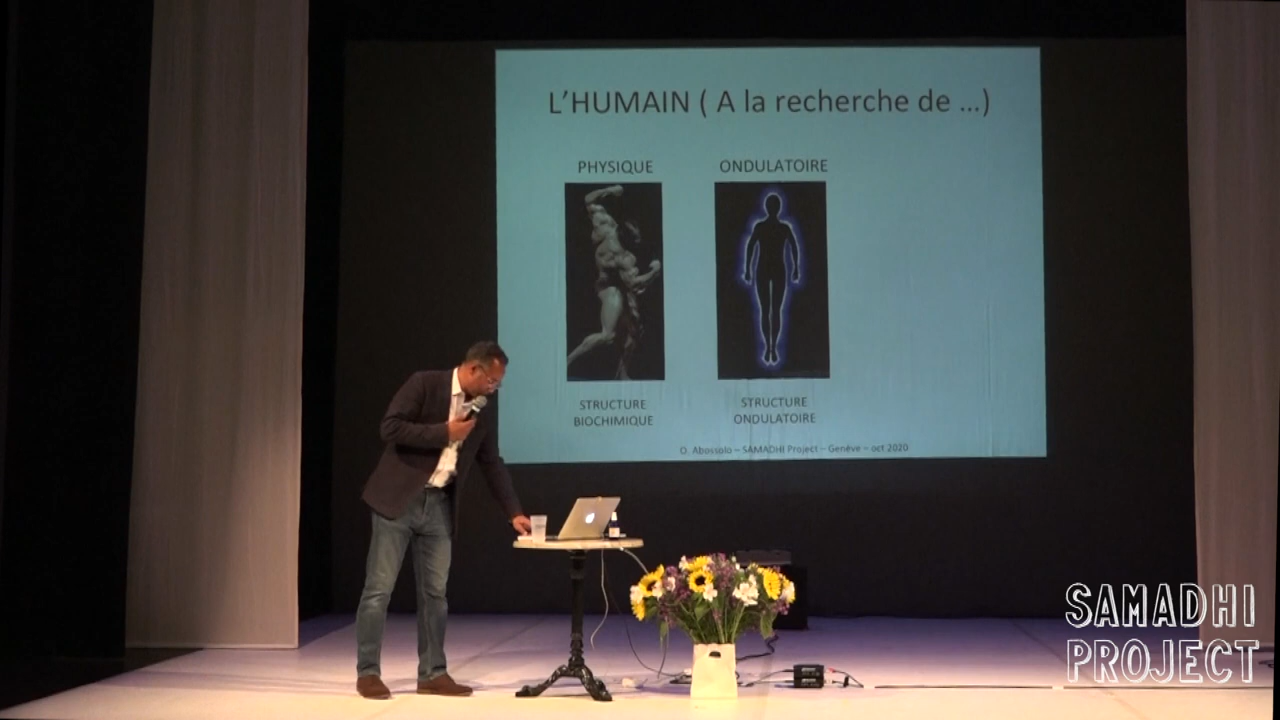 L'HUMAIN ( A la recherche de ...)
PHYSIQUE
ONDULATOIRE
STRUCTURE
BIOCHIMIQUE
STRUCTURE
ONDULATOIRE
O. Abossolo – SAMADHI Project – Genève – oct 2020
SAMADHI
PROJECT